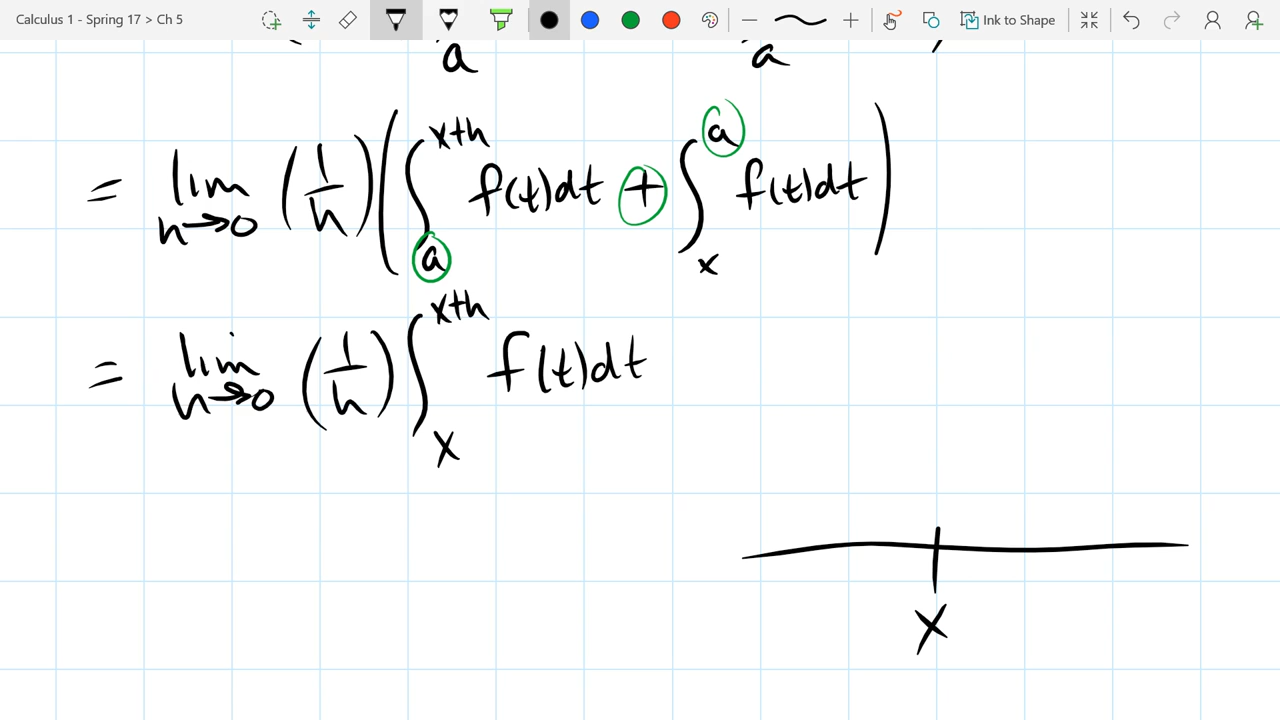 Calculus 1 - Spring 17 > Ch 5
Ink to Shape
a a
= lim h→0 (1/h) (∫_a^{x+h} f(t)dt + ∫_x^a f(t)dt)
= lim h→0 (1/h) ∫_x^{x+h} f(t)dt
x